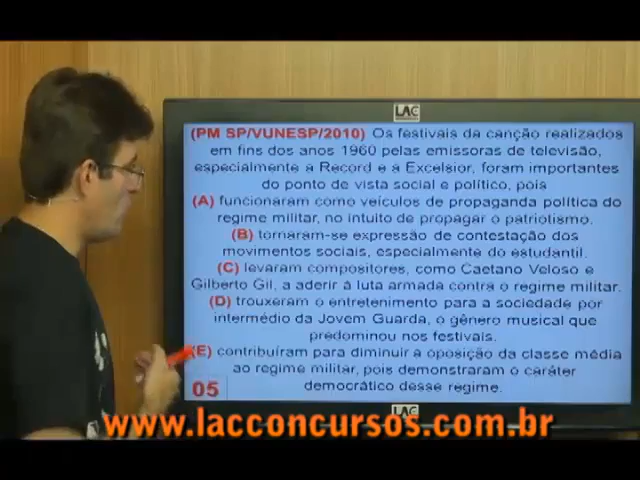 LAC
(PM SP/VUNESP/2010) Os festivais da canção realizados
em fins dos anos 1960 pelas emissoras de televisão,
especialmente a Record e a Excelsior, foram importantes
do ponto de vista social e político, pois
(A) funcionaram como veículos de propaganda política do
regime militar, no intuito de propagar o patriotismo.
(B) tornaram-se expressão de contestação dos
movimentos sociais, especialmente do estudantil.
(C) levaram compositores, como Caetano Veloso e
Gilberto Gil, a aderir à luta armada contra o regime militar.
(D) trouxeram o entretenimento para a sociedade por
intermédio da Jovem Guarda, o gênero musical que
predominou nos festivais.
(E) contribuíram para diminuir a oposição da classe média
ao regime militar, pois demonstraram o caráter
democrático desse regime.
05
LAC
www.lacconcursos.com.br